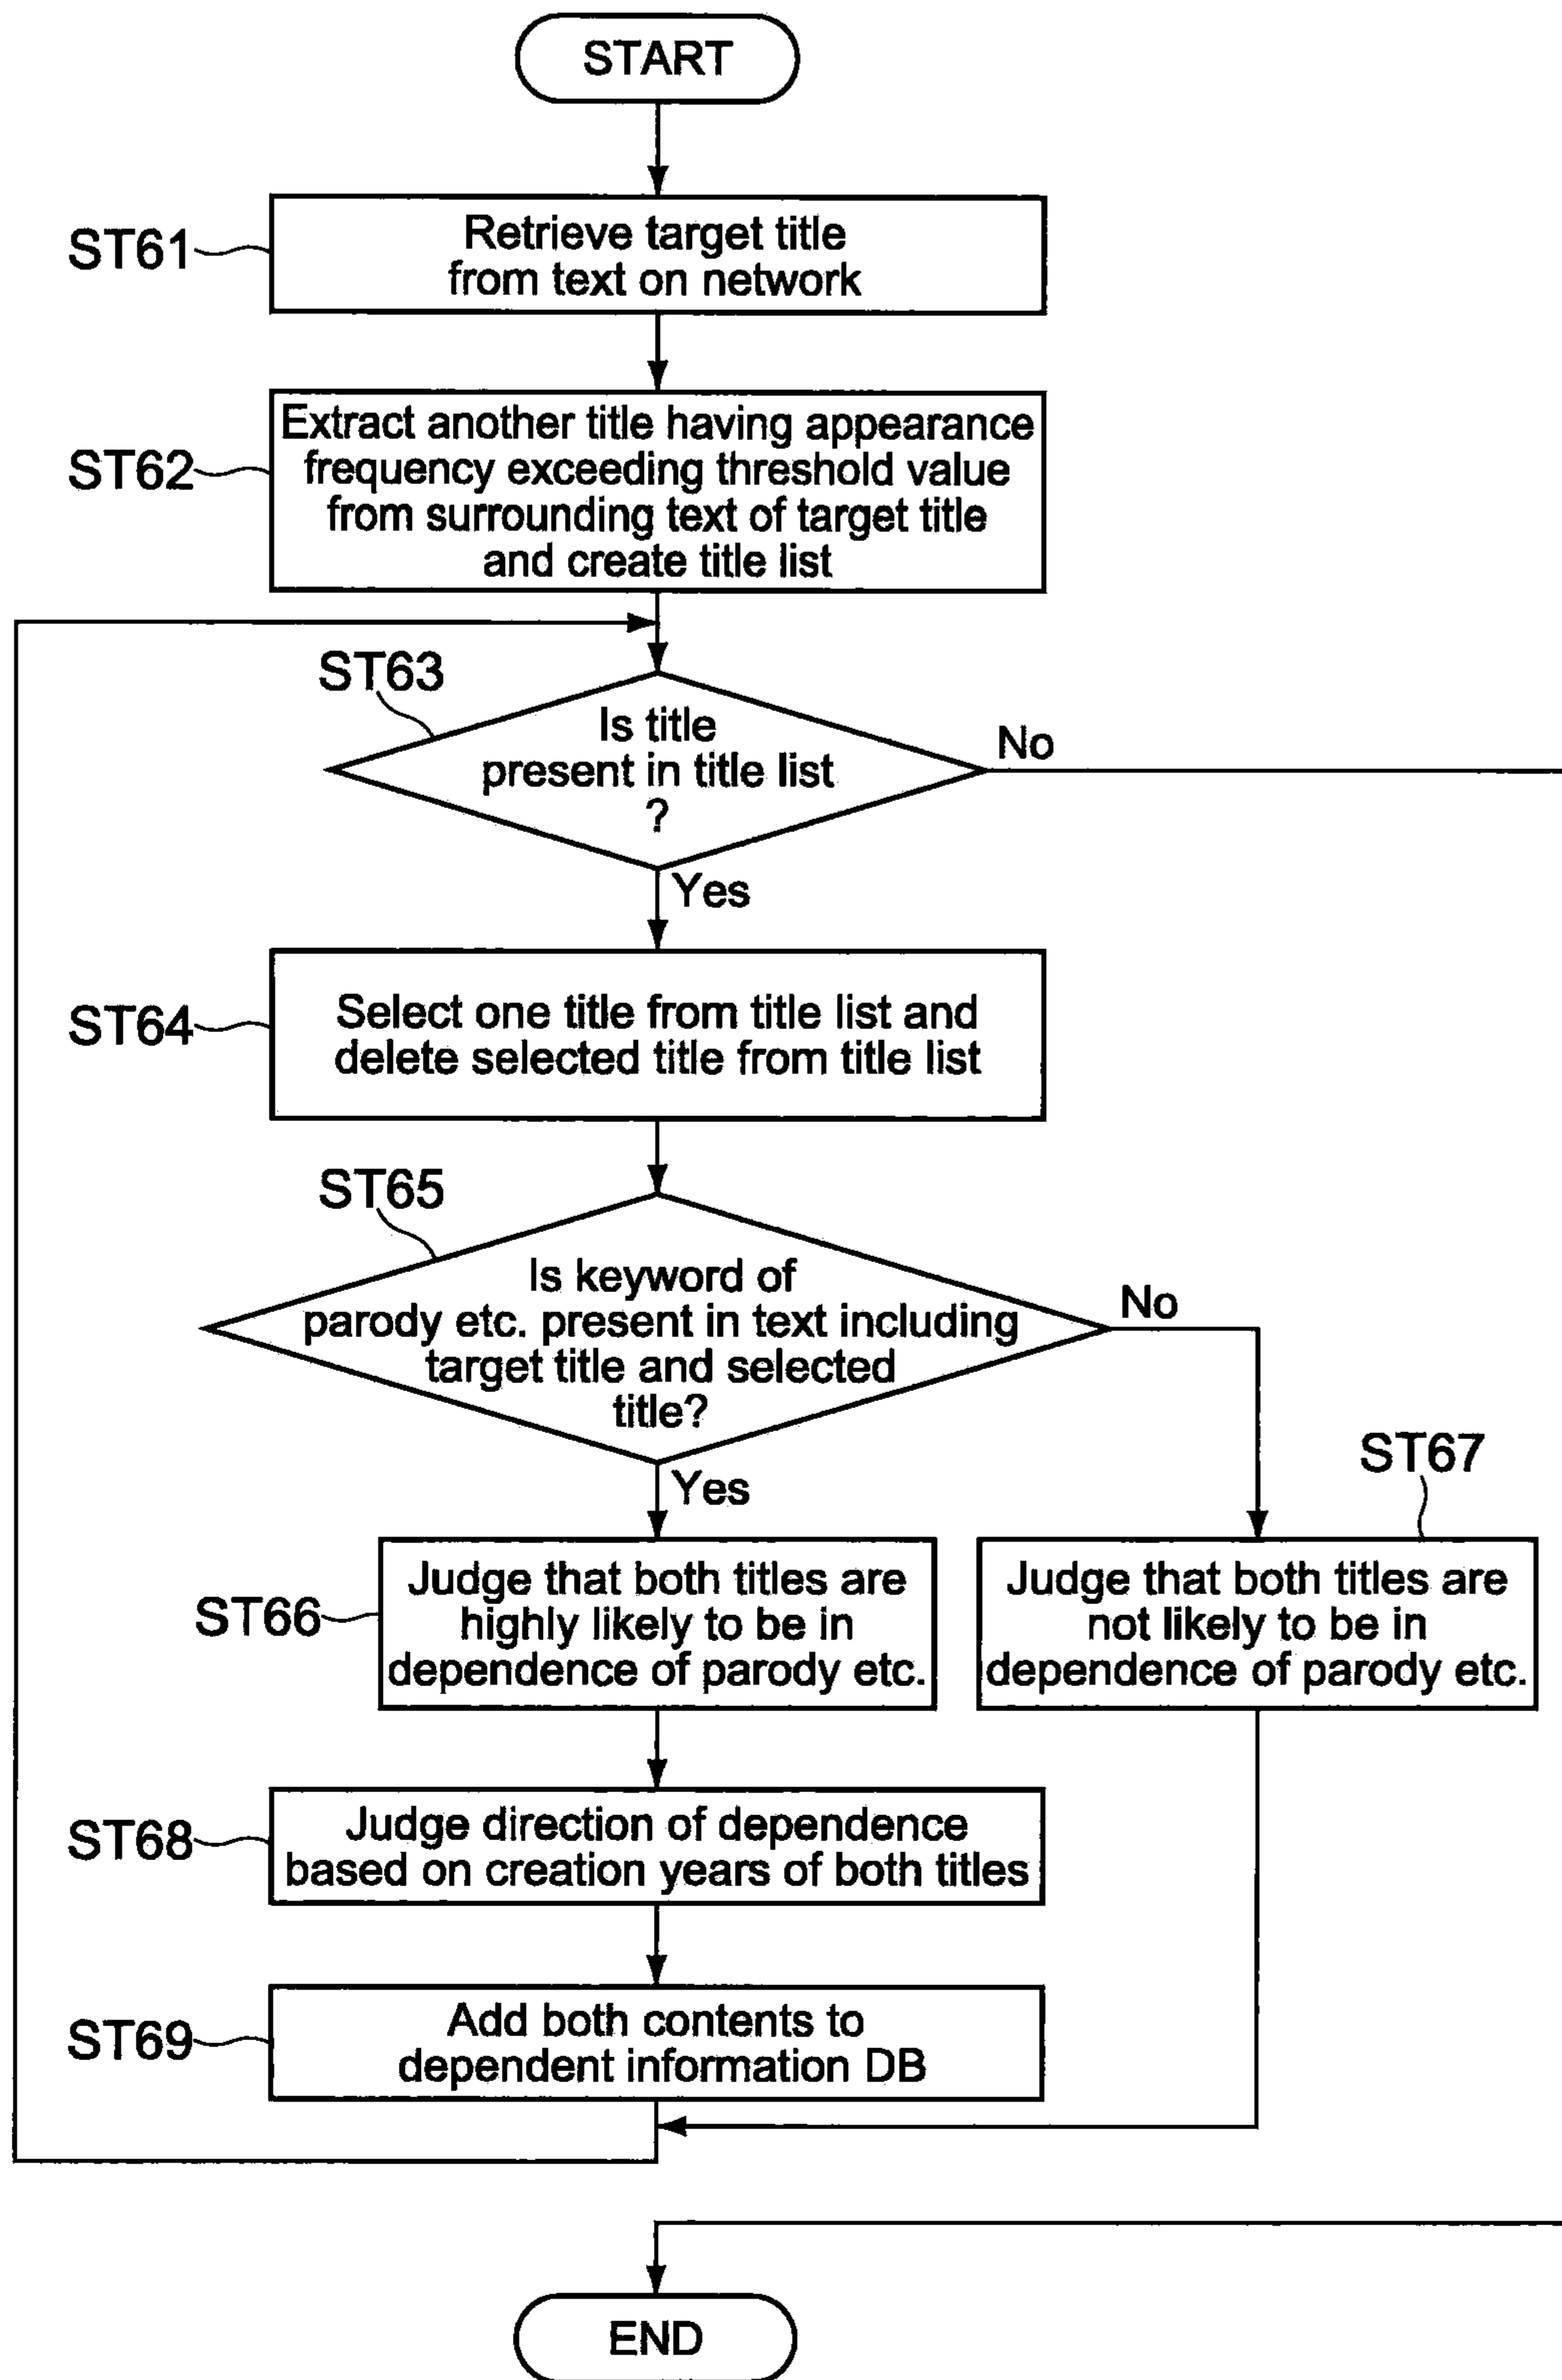 START
ST61
Retrieve target title
from text on network
ST62
Extract another title having appearance
frequency exceeding threshold value
from surrounding text of target title
and create title list
ST63
Is title
present in title list
?
No
Yes
ST64
Select one title from title list and
delete selected title from title list
ST65
Is keyword of
parody etc. present in text including
target title and selected
title?
No
Yes
ST66
Judge that both titles are
highly likely to be in
dependence of parody etc.
ST67
Judge that both titles are
not likely to be in
dependence of parody etc.
ST68
Judge direction of dependence
based on creation years of both titles
ST69
Add both contents to
dependent information DB
END